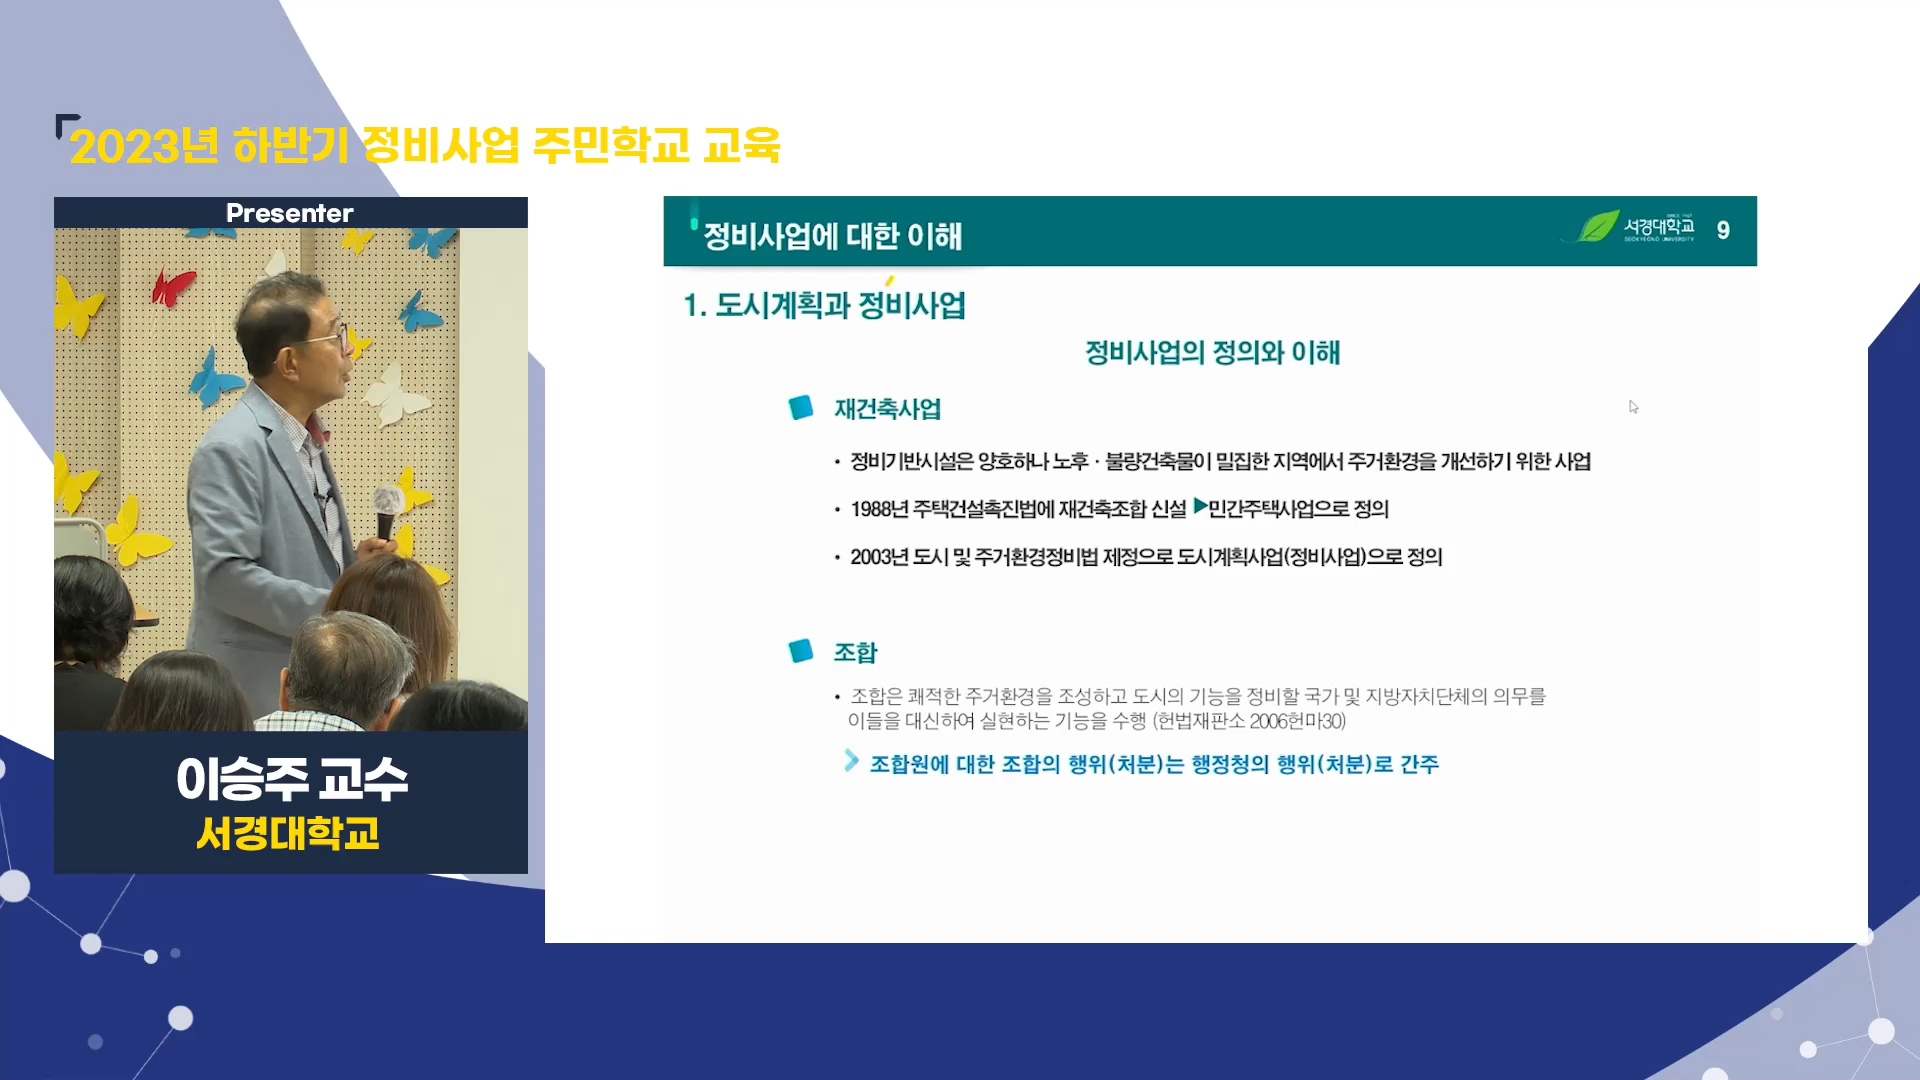 2023년 하반기 정비사업 주민학교 교육
Presenter
이승주 교수
서경대학교
정비사업에 대한 이해
SINCE 1947
서경대학교
SEOKYEONG UNIVERSITY
9
1. 도시계획과 정비사업
정비사업의 정의와 이해
재건축사업
• 정비기반시설은 양호하나 노후 · 불량건축물이 밀집한 지역에서 주거환경을 개선하기 위한 사업
• 1988년 주택건설촉진법에 재건축조합 신설 ▶민간주택사업으로 정의
• 2003년 도시 및 주거환경정비법 제정으로 도시계획사업(정비사업)으로 정의
조합
• 조합은 쾌적한 주거환경을 조성하고 도시의 기능을 정비할 국가 및 지방자치단체의 의무를
이들을 대신하여 실현하는 기능을 수행 (헌법재판소 2006헌마30)
조합원에 대한 조합의 행위(처분)는 행정청의 행위(처분)로 간주